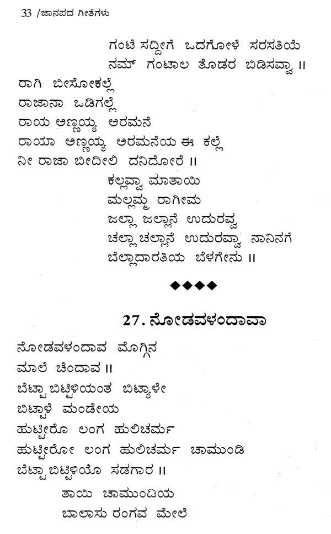 33 /ಜಾನಪದ ಗೀತೆಗಳು
ಗಂಟೆ ಸದ್ದೀಗೆ ಒದಗೋಳೆ ಸರಸತಿಯೆ
ನಮ್ ಗಂಟಾಲ ತೊಡರ ಬಿಡಿಸವ್ವಾ ॥
ರಾಗಿ ಬೀಸೋಕಲ್ಲೆ
ರಾಜಾನಾ ಒಡಿಗಲ್ಲೆ
ರಾಯ ಅಣ್ಣಯ್ಯ ಅರಮನೆ
ರಾಯಾ ಅಣ್ಣಯ್ಯ ಅರಮನೆಯ ಈ ಕಲ್ಲೆ
ನೀ ರಾಜಾ ಬೀದೀಲಿ ದನಿದೋರೆ ॥
ಕಲ್ಲವ್ವಾ ಮಾತಾಯಿ
ಮಲ್ಲಮ್ಮ ರಾಗೀಮ
ಜಲ್ಲಾ ಜಲ್ಲಾನೆ ಉದುರವ್ವ
ಚಲ್ಲಾ ಚಲ್ಲಾನೆ ಉದುರವ್ವಾ ನಾನಿನಗೆ
ಬೆಲ್ಲಾದಾರತಿಯ ಬೆಳಗೇನು ॥
27. ನೋಡವಳಂದಾವಾ
ನೋಡವಳಂದಾವ ಮೊಗ್ಗಿನ
ಮಾಲೆ ಚೆಂದಾವ ॥
ಬೆಟ್ಟಾ ಬಿಟ್ಟಿಳಿಯಂತ ಬಿಟ್ಯಾಳೇ
ಬಿಟ್ಟಾಳೆ ಮಂಡೇಯ
ಹುಟ್ಟೀರೋ ಲಂಗ ಹುಲಿಚರ್ಮ
ಹುಟ್ಟೀರೋ ಲಂಗ ಹುಲಿಚರ್ಮ ಚಾಮುಂಡಿ
ಬೆಟ್ಟಾ ಬಿಟ್ಟಿಳಿಯೊ ಸಡಗಾರ ॥
ತಾಯಿ ಚಾಮುಂದಿಯ
ಬಾಲಾಸು ರಂಗವ ಮೇಲೆ